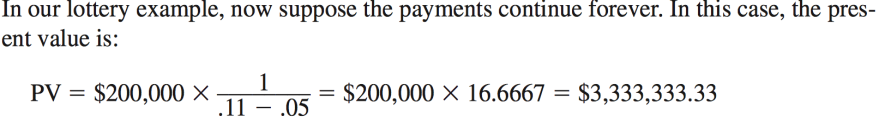 In our lottery example, now suppose the payments continue forever. In this case, the pres-
ent value is:
PV = $200,000 × 1 / .11 − .05 = $200,000 × 16.6667 = $3,333,333.33